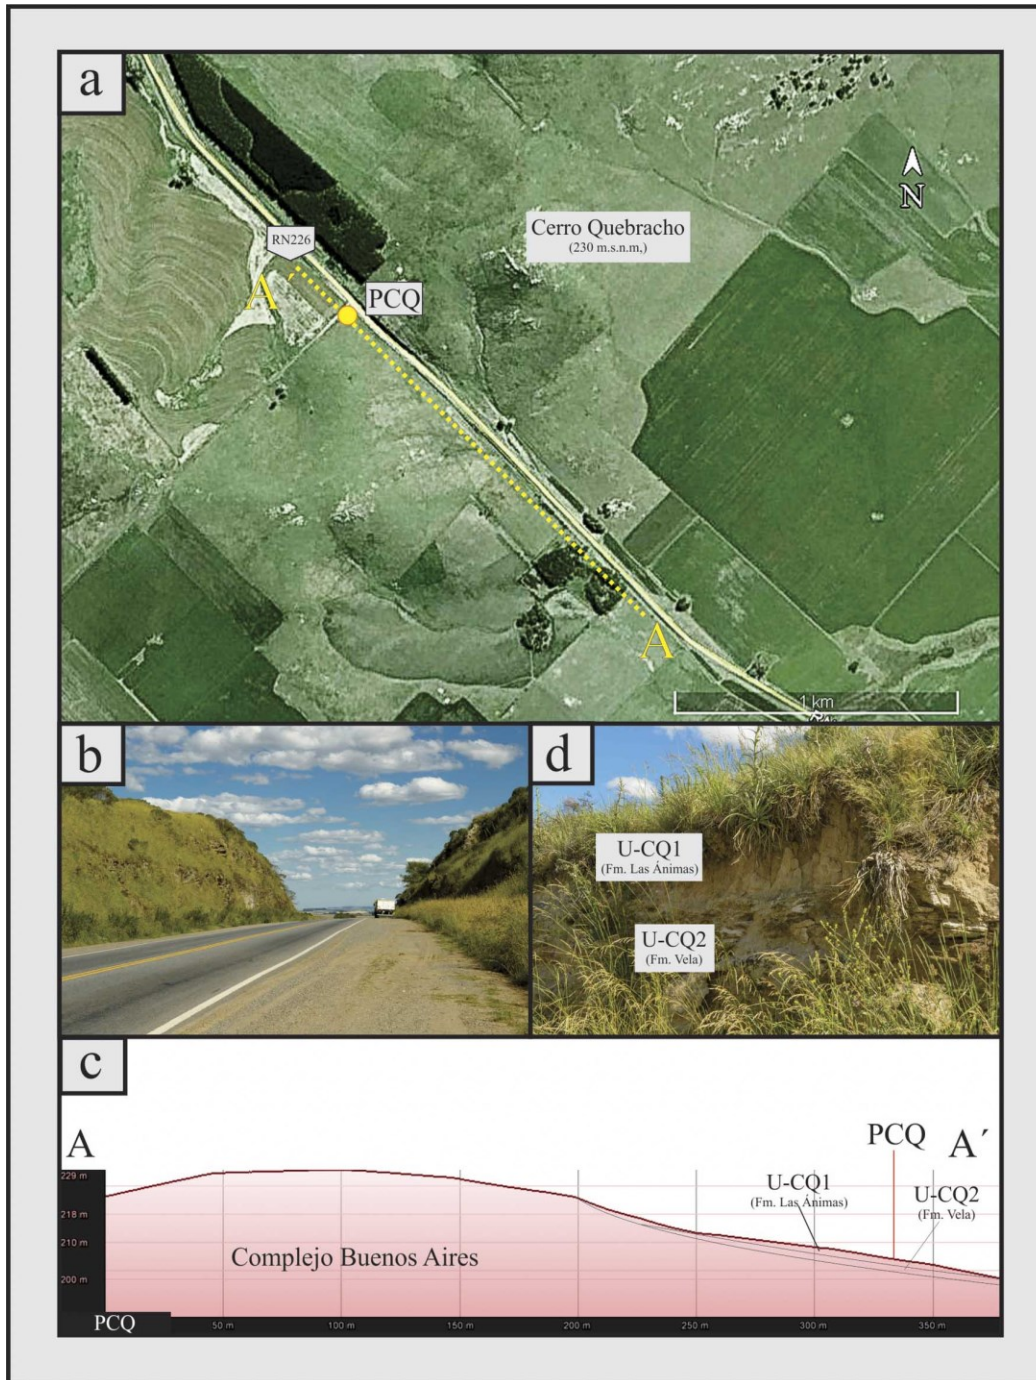 a
N
Cerro Quebracho
(230 m.s.n.m,)
RN226
A´
PCQ
A
1 km
b
d
U-CQ1
(Fm. Las Ánimas)
U-CQ2
(Fm. Vela)
c
A
PCQ
A´
229 m
U-CQ1
(Fm. Las Ánimas)
U-CQ2
(Fm. Vela)
218 m
210 m
Complejo Buenos Aires
200 m
PCQ
50 m
100 m
150 m
200 m
250 m
300 m
350 m